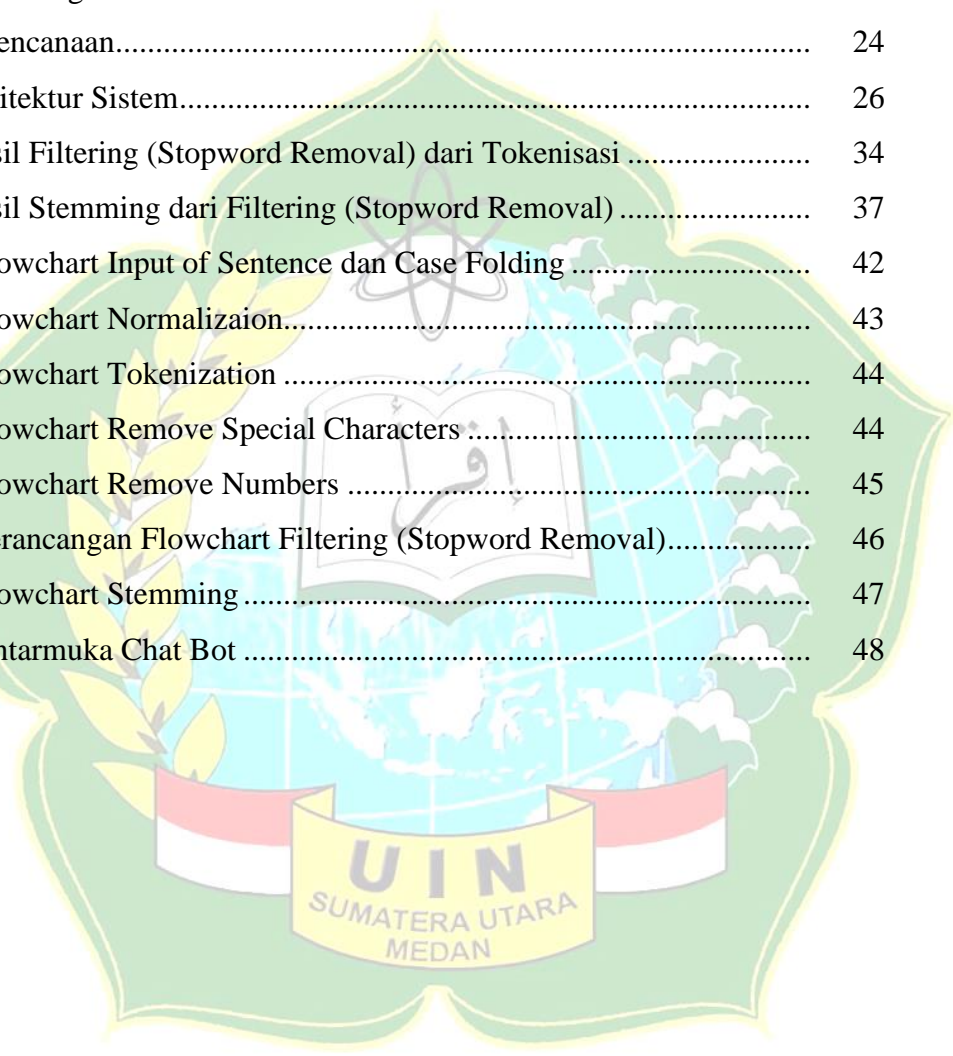 encanaan........................................................................................ 24
itektur Sistem................................................................................ 26
sil Filtering (Stopword Removal) dari Tokenisasi ....................... 34
sil Stemming dari Filtering (Stopword Removal) ........................ 37
owchart Input of Sentence dan Case Folding .............................. 42
owchart Normalizaion.................................................................. 43
owchart Tokenization ................................................................... 44
owchart Remove Special Characters ........................................... 44
owchart Remove Numbers .......................................................... 45
erancangan Flowchart Filtering (Stopword Removal).................. 46
owchart Stemming ........................................................................ 47
ntarmuka Chat Bot ....................................................................... 48
إقرأ
UIN
SUMATERA UTARA
MEDAN